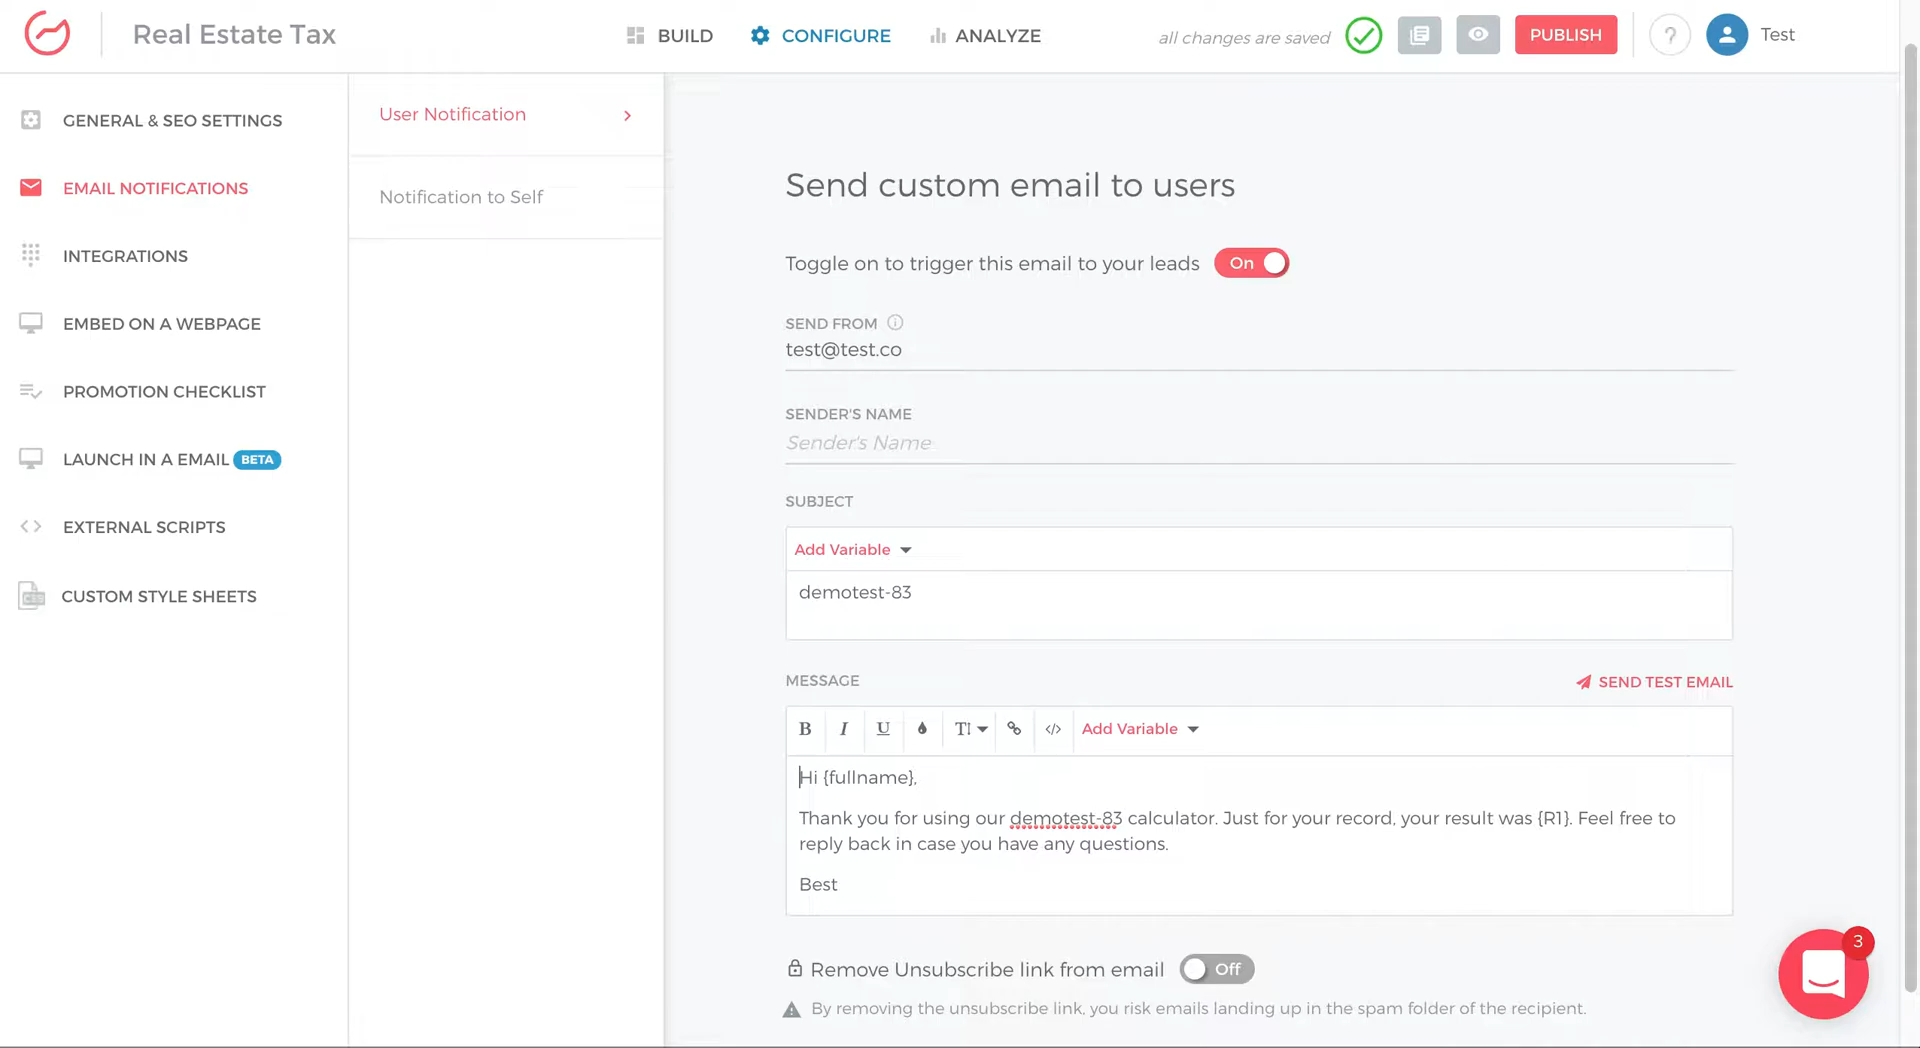 Real Estate Tax
BUILD
CONFIGURE
ANALYZE
all changes are saved
PUBLISH
?
Test
GENERAL & SEO SETTINGS
EMAIL NOTIFICATIONS
INTEGRATIONS
EMBED ON A WEBPAGE
PROMOTION CHECKLIST
LAUNCH IN A EMAIL BETA
EXTERNAL SCRIPTS
CSS CUSTOM STYLE SHEETS
User Notification
Notification to Self
Send custom email to users
Toggle on to trigger this email to your leads On
SEND FROM
test@test.co
SENDER'S NAME
Sender's Name
SUBJECT
Add Variable
demotest-83
MESSAGE
SEND TEST EMAIL
B I U T </> Add Variable
Hi {fullname},
Thank you for using our demotest-83 calculator. Just for your record, your result was {R1}. Feel free to
reply back in case you have any questions.
Best
Remove Unsubscribe link from email Off
By removing the unsubscribe link, you risk emails landing up in the spam folder of the recipient.
3